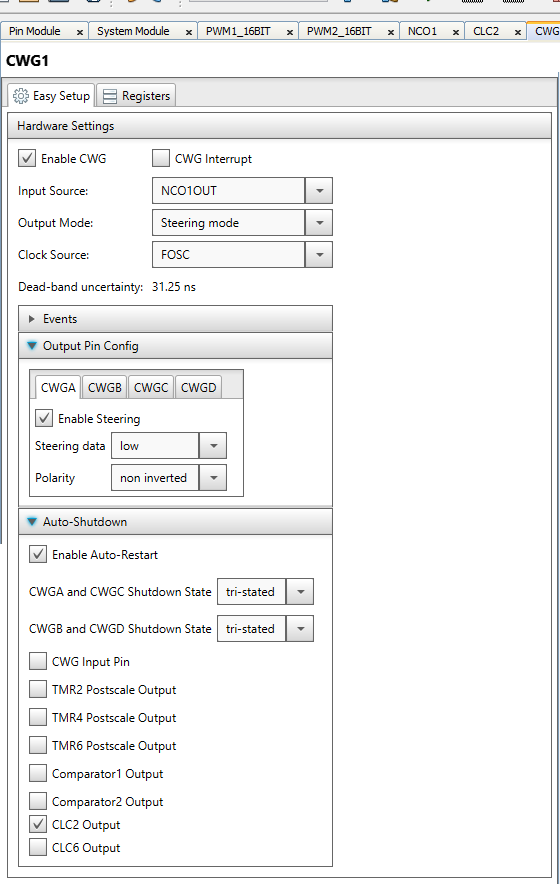 Pin Module × System Module × PWM1_16BIT × PWM2_16BIT × NCO1 × CLC2 × CWG
CWG1
Easy Setup Registers
Hardware Settings
Enable CWG CWG Interrupt
Input Source: NCO1OUT
Output Mode: Steering mode
Clock Source: FOSC
Dead-band uncertainty: 31.25 ns
Events
Output Pin Config
CWGA CWGB CWGC CWGD
Enable Steering
Steering data low
Polarity non inverted
Auto-Shutdown
Enable Auto-Restart
CWGA and CWGC Shutdown State tri-stated
CWGB and CWGD Shutdown State tri-stated
CWG Input Pin
TMR2 Postscale Output
TMR4 Postscale Output
TMR6 Postscale Output
Comparator1 Output
Comparator2 Output
CLC2 Output
CLC6 Output